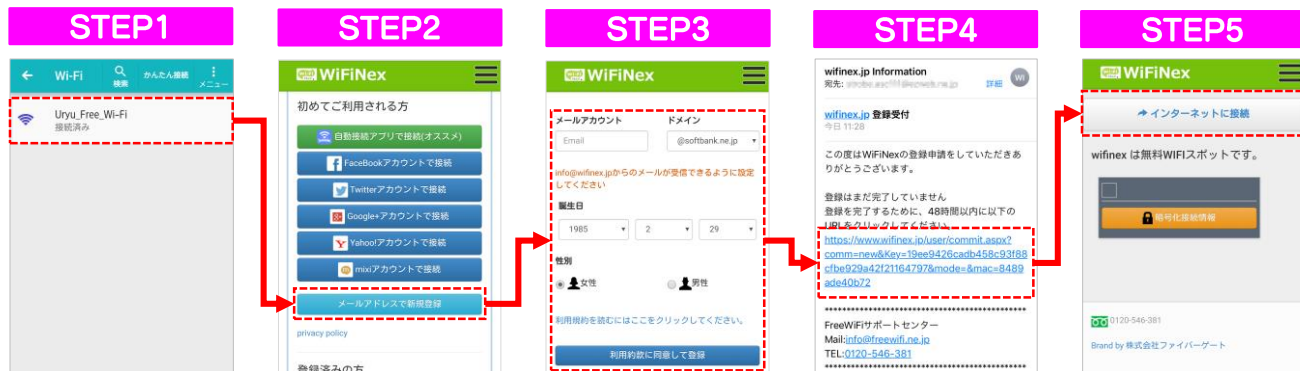 STEP1
Wi-Fi
検索
かんたん接続
メニュー
Uryu_Free_Wi-Fi
接続済み
STEP2
WiFiNex
初めてご利用される方
自動接続アプリで接続(オススメ)
FaceBookアカウントで接続
Twitterアカウントで接続
Google+アカウントで接続
Yahoo!アカウントで接続
mixiアカウントで接続
メールアドレスで新規登録
privacy policy
登録済みの方
STEP3
WiFiNex
メールアカウント
ドメイン
Email
@softbank.ne.jp
info@wifinex.jpからのメールが受信できるように設定
してください
誕生日
1985
2
29
性別
女性
男性
利用規約を読むにはここをクリックしてください。
利用約款に同意して登録
STEP4
wifinex.jp Information
宛先:
詳細
WI
wifinex.jp 登録受付
今日 11:28
この度はWiFiNexの登録申請をしていただきあ
りがとうございます。
登録はまだ完了していません
登録を完了するために、48時間以内に以下の
URLをクリックしてください。
https://www.wifinex.jp/user/commit.aspx?
comm=new&Key=19ee9426cadb458c93f88
cfbe929a42f21164797&mode=&mac=8489
ade40b72
********************************************
FreeWiFiサポートセンター
Mail:info@freewifi.ne.jp
TEL:0120-546-381
********************************************
STEP5
WiFiNex
インターネットに接続
wifinex は無料WIFIスポットです。
暗号化接続情報
0120-546-381
Brand by 株式会社ファイバーゲート